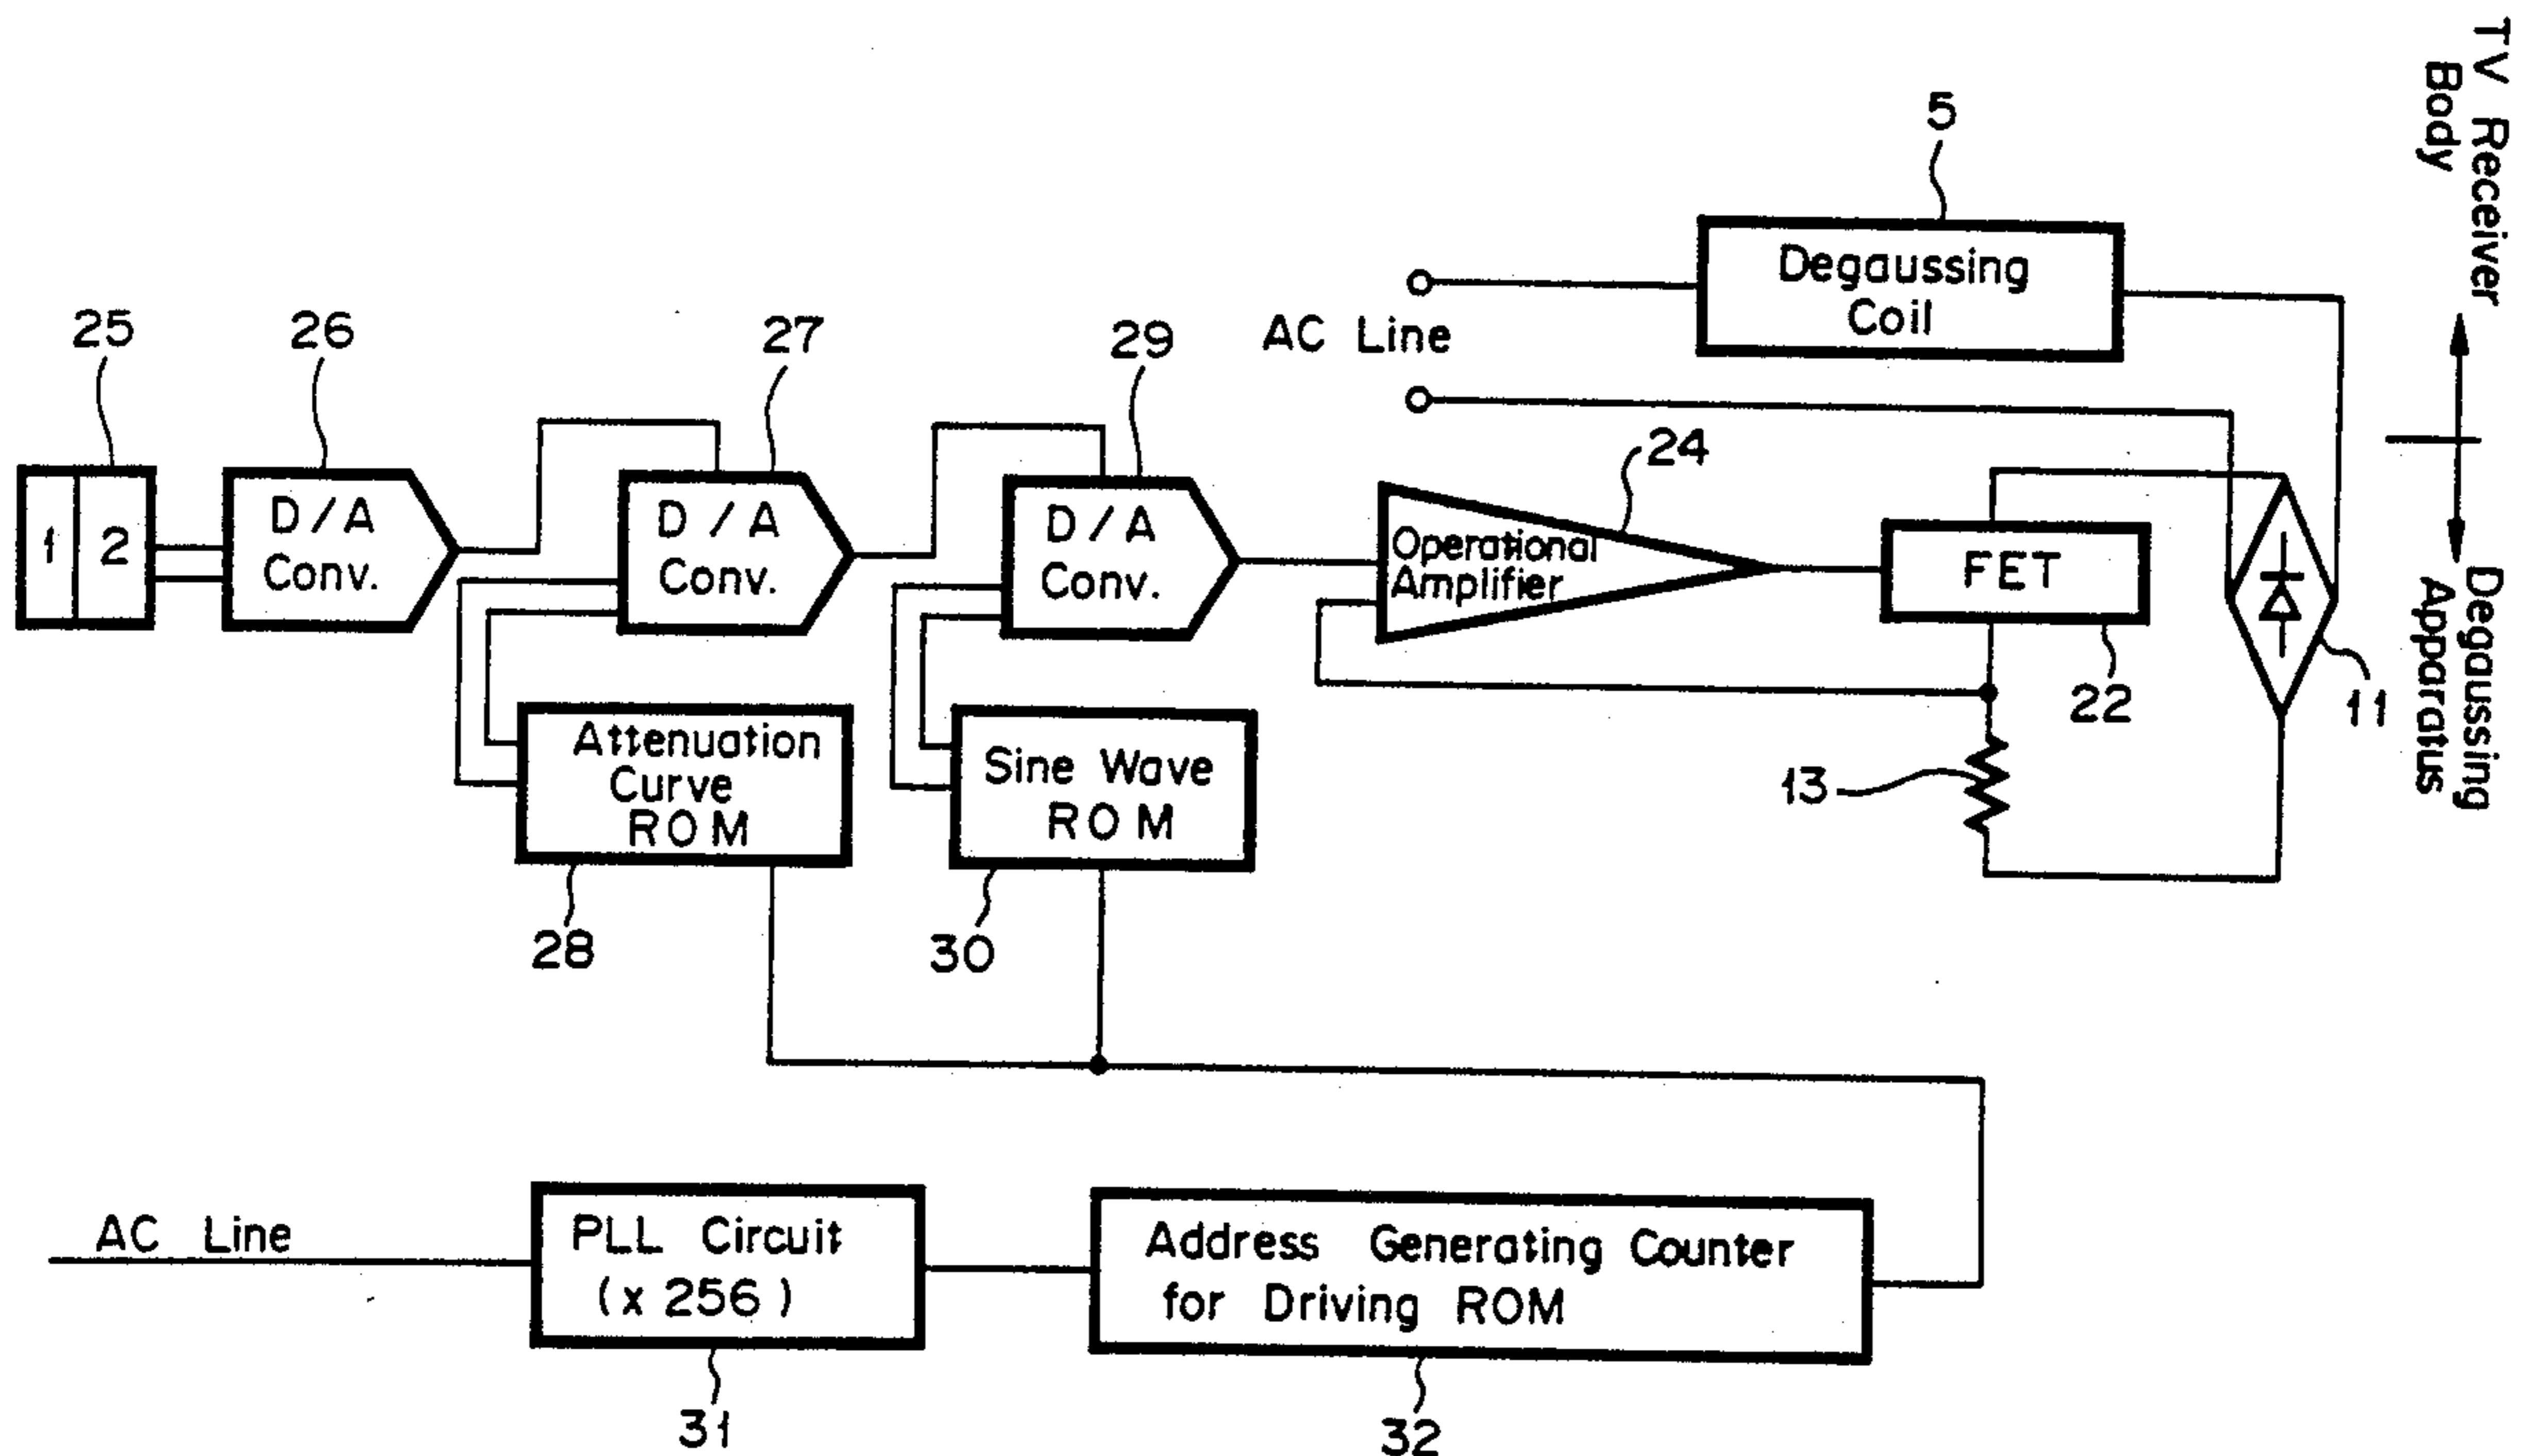 TV Receiver
Body
5
Degaussing
Coil
AC Line
25
26
27
29
24
1 2
D/A
Conv.
D/A
Conv.
D/A
Conv.
Operational
Amplifier
FET
22
11
Degaussing
Apparatus
13
Attenuation
Curve
ROM
Sine Wave
ROM
28
30
AC Line
PLL Circuit
(x 256)
Address Generating Counter
for Driving ROM
31
32